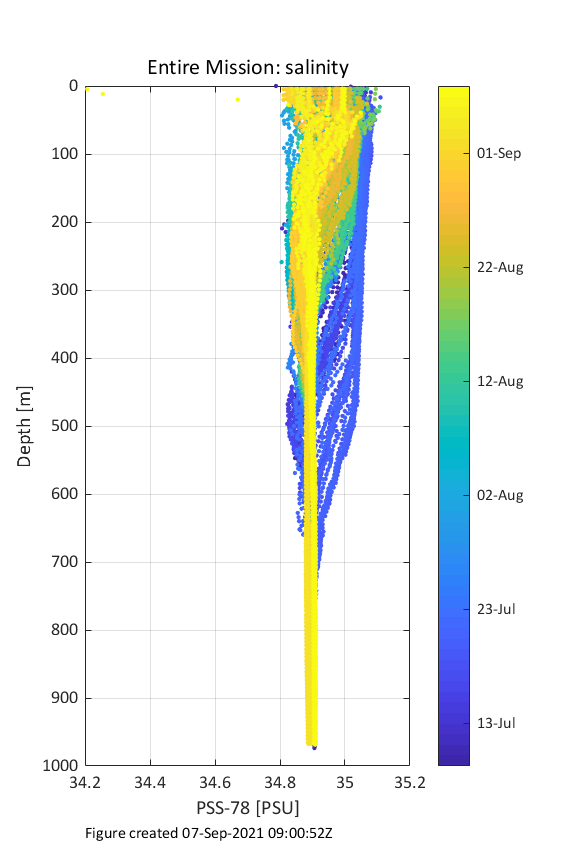 Entire Mission: salinity
0
100
200
300
400
500
600
700
800
900
1000
Depth [m]
34.2 34.4 34.6 34.8 35 35.2
PSS-78 [PSU]
01-Sep
22-Aug
12-Aug
02-Aug
23-Jul
13-Jul
Figure created 07-Sep-2021 09:00:52Z